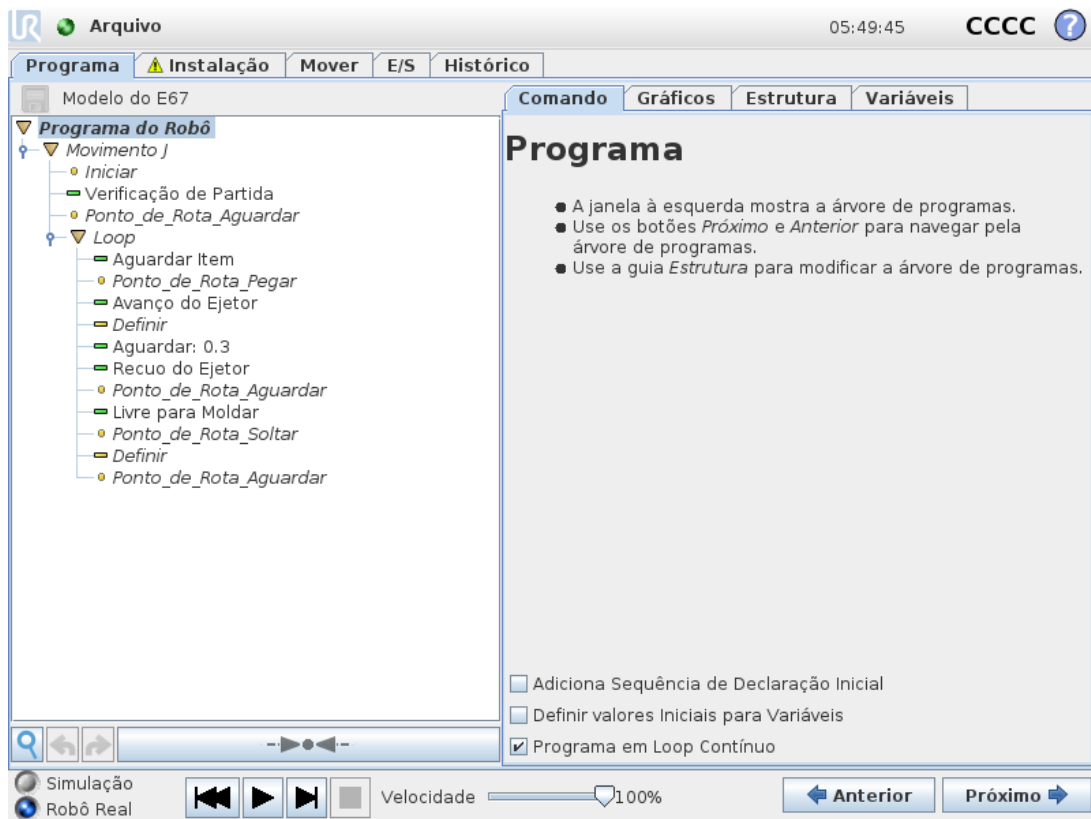 UR Arquivo 05:49:45 CCCC ?
Programa Instalação Mover E/S Histórico
Modelo do E67
Programa do Robô
Movimento J
Iniciar
Verificação de Partida
Ponto_de_Rota_Aguardar
Loop
Aguardar Item
Ponto_de_Rota_Pegar
Avanço do Ejetor
Definir
Aguardar: 0.3
Recuo do Ejetor
Ponto_de_Rota_Aguardar
Livre para Moldar
Ponto_de_Rota_Soltar
Definir
Ponto_de_Rota_Aguardar
Comando Gráficos Estrutura Variáveis
Programa
A janela à esquerda mostra a árvore de programas.
Use os botões Próximo e Anterior para navegar pela
árvore de programas.
Use a guia Estrutura para modificar a árvore de programas.
Adiciona Sequência de Declaração Inicial
Definir valores Iniciais para Variáveis
Programa em Loop Contínuo
Simulação
Robô Real
Velocidade 100%
Anterior Próximo